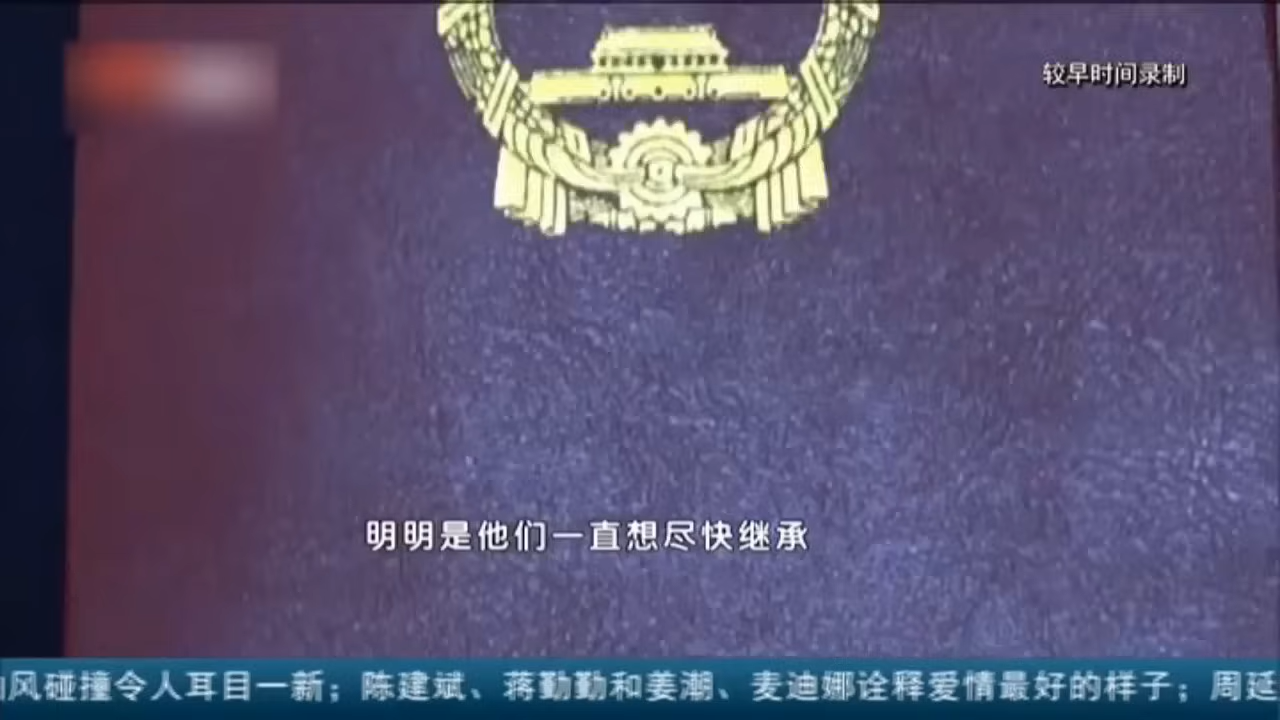 较早时间录制
明明是他们一直想尽快继承
风碰撞令人耳目一新；陈建斌、蒋勤勤和姜潮、麦迪娜诠释爱情最好的样子；周延